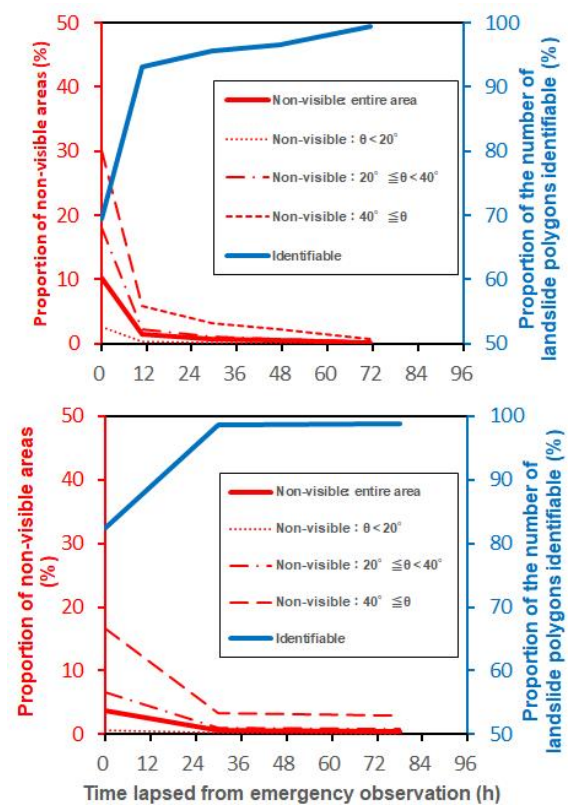 Proportion of non-visible areas (%)
50
40
30
20
10
0
Non-visible: entire area
Non-visible：θ<20°
Non-visible：20° ≦θ<40°
Non-visible：40° ≦θ
Identifiable
100
90
80
70
60
50
Proportion of the number of
landslide polygons identifiable (%)
0 12 24 36 48 60 72 84 96
Proportion of non-visible areas
(%)
50
40
30
20
10
0
Non-visible: entire area
Non-visible：θ<20°
Non-visible：20° ≦θ<40°
Non-visible：40° ≦θ
Identifiable
100
90
80
70
60
50
Proportion of the number of
landslide polygons identifiable (%)
0 12 24 36 48 60 72 84 96
Time lapsed from emergency observation (h)